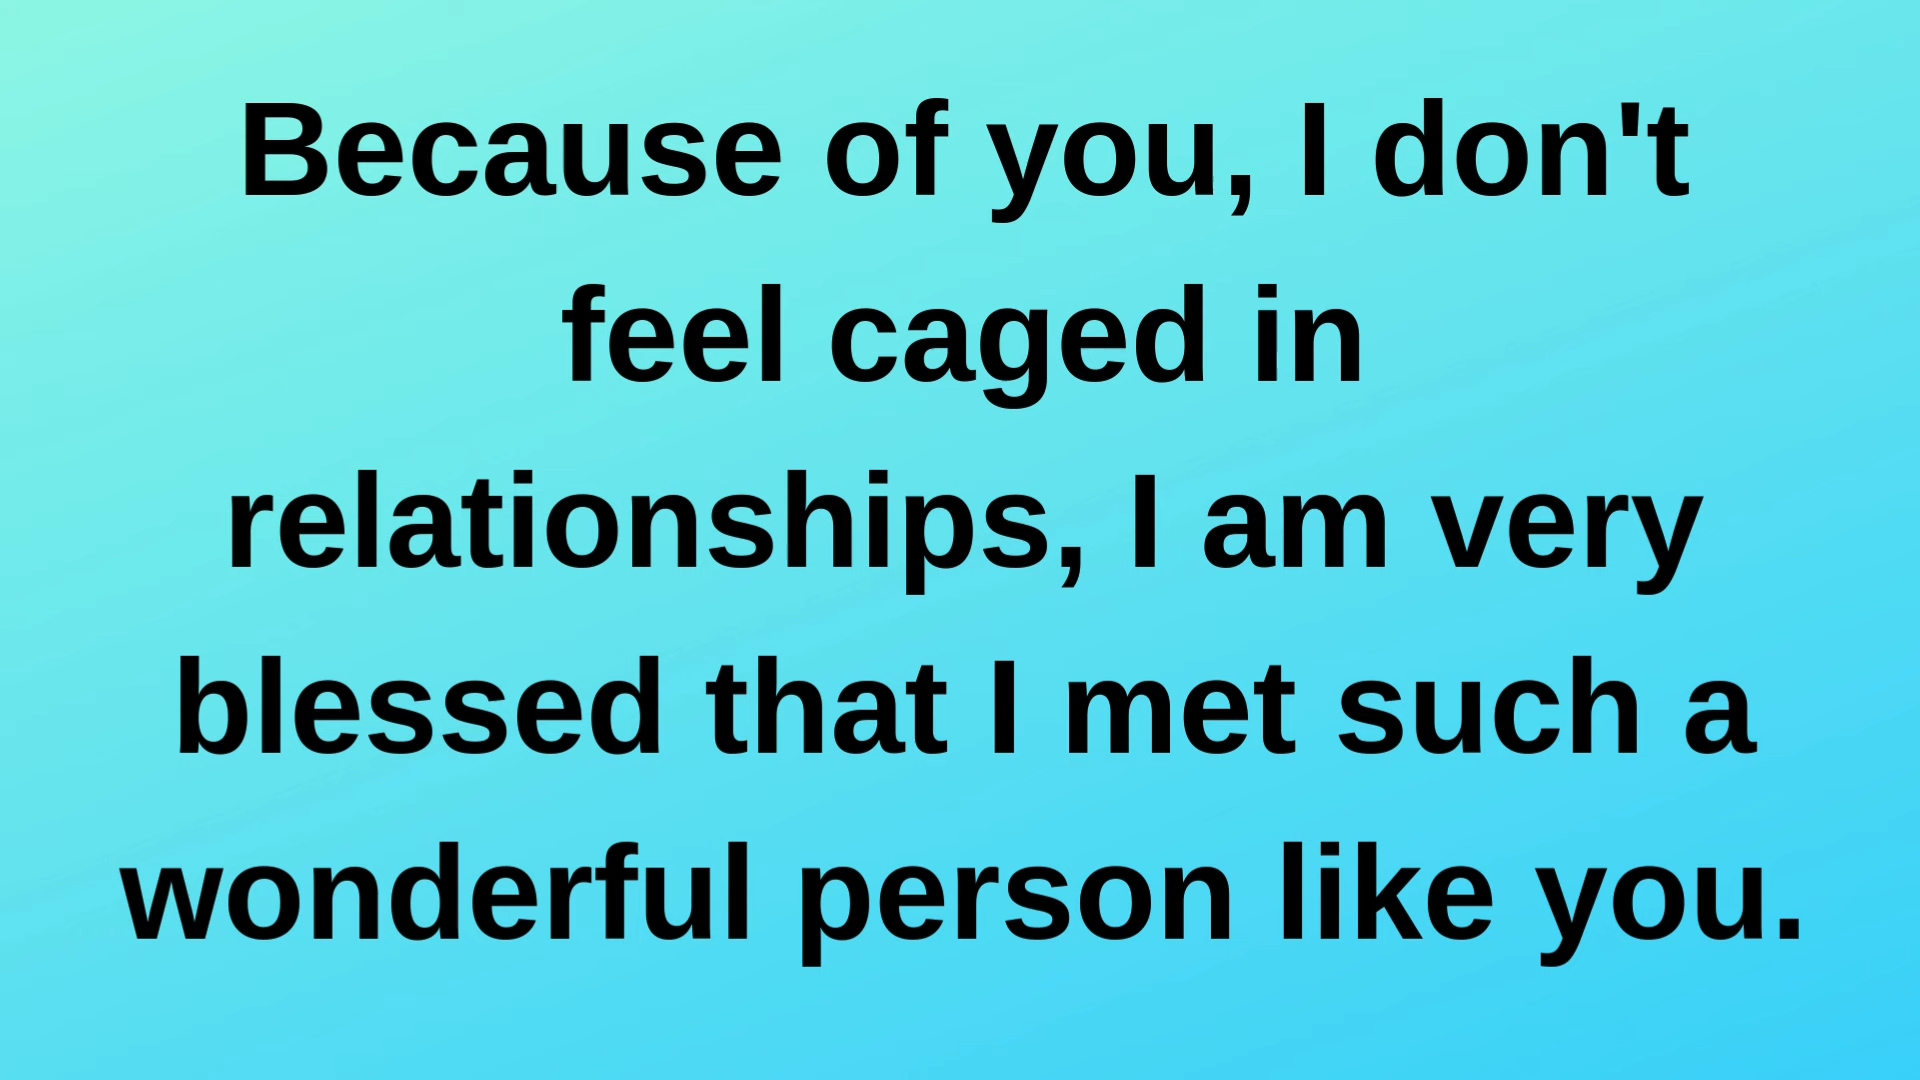 Because of you, I don't
feel caged in
relationships, I am very
blessed that I met such a
wonderful person like you.